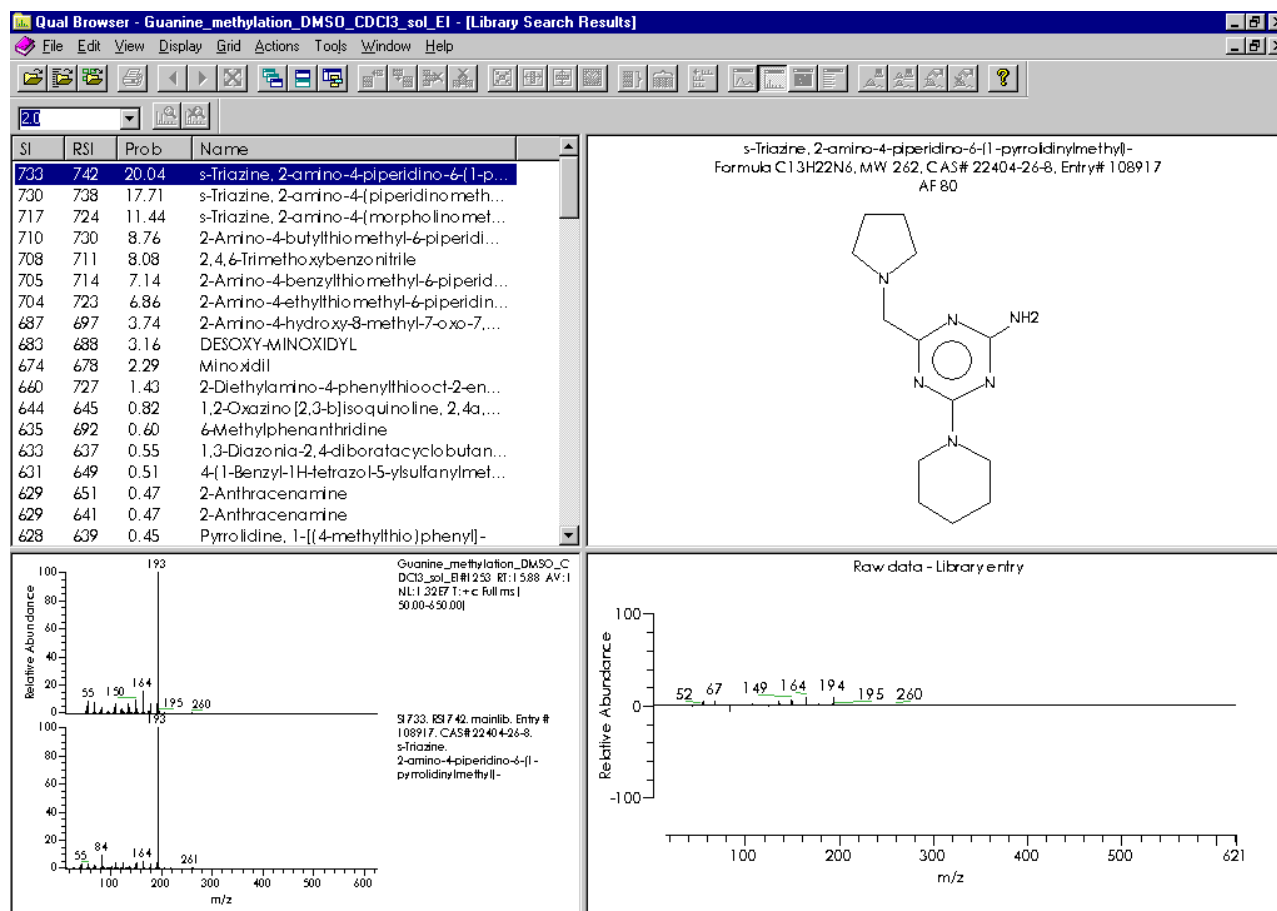 Qual Browser - Guanine_methylation_DMSO_CDCl3_sol_EI - [Library Search Results]
File Edit View Display Grid Actions Tools Window Help
2.0
SI RSI Prob Name
733 742 20.04 s-Triazine, 2-amino-4-piperidino-6-(1-p...
730 738 17.71 s-Triazine, 2-amino-4-(piperidinometh...
717 724 11.44 s-Triazine, 2-amino-4-(morpholinomet...
710 730 8.76 2-Amino-4-butylthiomethyl-6-piperidi...
708 711 8.08 2,4,6-Trimethoxybenzonitrile
705 714 7.14 2-Amino-4-benzylthiomethyl-6-piperid...
704 723 6.86 2-Amino-4-ethylthiomethyl-6-piperidin...
687 697 3.74 2-Amino-4-hydroxy-8-methyl-7-oxo-7,...
683 688 3.16 DESOXY-MINOXIDYL
674 678 2.29 Minoxidil
660 727 1.43 2-Diethylamino-4-phenylthiooct-2-en...
644 645 0.82 1,2-Oxazino[2,3-b]isoquinoline, 2,4a,...
635 692 0.60 6-Methylphenanthridine
633 637 0.55 1,3-Diazonia-2,4-diboratacyclobutan...
631 649 0.51 4-(1-Benzyl-1H-tetrazol-5-ylsulfanylmet...
629 651 0.47 2-Anthracenamine
629 641 0.47 2-Anthracenamine
628 639 0.45 Pyrrolidine, 1-[(4-methylthio)phenyl]-
s-Triazine, 2-amino-4-piperidino-6-(1-pyrrolidinylmethyl)-
Formula C13H22N6, MW 262, CAS# 22404-26-8, Entry# 108917
AF 80
N
N NH2
N N
N
Guanine_methylation_DMSO_C
DCl3_sol_EI#1253 RT: 15.88 AV: 1
NL: 1.32E7 T: + c Full ms [
50.00-650.00]
193
100
80
60
40
20
0
Relative Abundance
55 150 164 195 260
SI 733, RSI 742, mainlib, Entry #
108917, CAS# 22404-26-8,
s-Triazine,
2-amino-4-piperidino-6-(1-
pyrrolidinylmethyl)-
193
100
80
60
40
20
0
55 84 164 261
100 200 300 400 500 600
m/z
Raw data - Library entry
100
0
-100
Relative Abundance
52 67 149 164 194 195 260
100 200 300 400 500 621
m/z